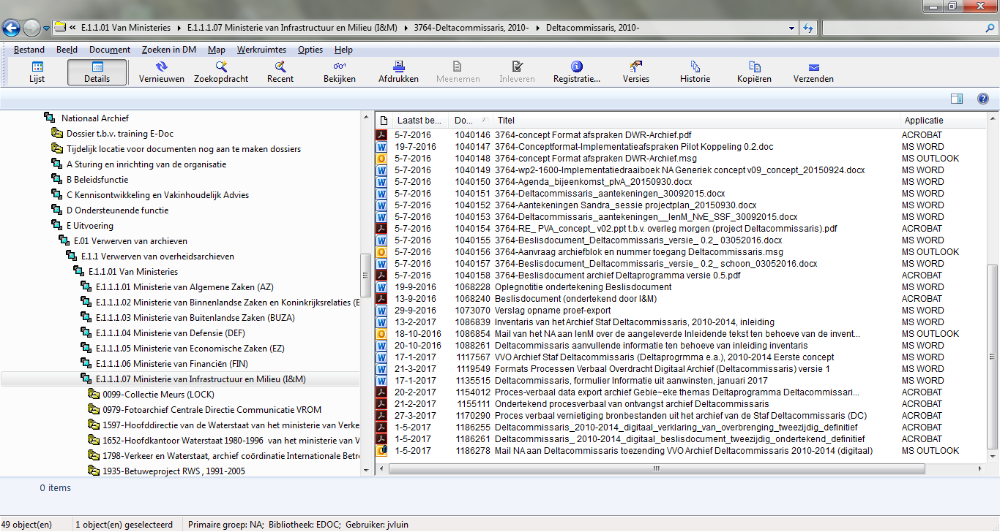 « E.1.1.01 Van Ministeries ▸ E.1.1.1.07 Ministerie van Infrastructuur en Milieu (I&M) ▸ 3764-Deltacommissaris, 2010- ▸ Deltacommissaris, 2010-
Bestand Beeld Document Zoeken in DM Map Werkruimtes Opties Help
Lijst Details Vernieuwen Zoekopdracht Recent Bekijken Afdrukken Meenemen Inleveren Registratie... Versies Historie Kopiëren Verzenden
Nationaal Archief
Dossier t.b.v. training E-Doc
Tijdelijk locatie voor documenten nog aan te maken dossiers
A Sturing en inrichting van de organisatie
B Beleidsfunctie
C Kennisontwikkeling en Vakinhoudelijk Advies
D Ondersteunende functie
E Uitvoering
E.01 Verwerven van archieven
E.1.1 Verwerven van overheidsarchieven
E.1.1.01 Van Ministeries
E.1.1.1.01 Ministerie van Algemene Zaken (AZ)
E.1.1.1.02 Ministerie van Binnenlandse Zaken en Koninkrijksrelaties (E
E.1.1.1.03 Ministerie van Buitenlandse Zaken (BUZA)
E.1.1.1.04 Ministerie van Defensie (DEF)
E.1.1.1.05 Ministerie van Economische Zaken (EZ)
E.1.1.1.06 Ministerie van Financiën (FIN)
E.1.1.1.07 Ministerie van Infrastructuur en Milieu (I&M)
0099-Collectie Meurs (LOCK)
0979-Fotoarchief Centrale Directie Communicatie VROM
1597-Hoofddirectie van de Waterstaat van het ministerie van Verke
1652-Hoofdkantoor Waterstaat 1980-1996 van het ministerie van V
1798-Verkeer en Waterstaat, archief coördinatie Internationale Betre
1935-Betuweproject RWS , 1991-2005
Laatst be... Do... Titel Applicatie
5-7-2016 1040146 3764-concept Format afspraken DWR-Archief.pdf ACROBAT
19-7-2016 1040147 3764-Conceptformat-Implementatieafspraken Pilot Koppeling 0.2.doc MS WORD
5-7-2016 1040148 3764-concept Format afspraken DWR-Archief.msg MS OUTLOOK
5-7-2016 1040149 3764-wp2-1600-Implementatiedraaiboek NA Generiek concept v09_concept_20150924.docx MS WORD
5-7-2016 1040150 3764-Agenda_bijeenkomst_plvA_20150930.docx MS WORD
5-7-2016 1040151 3764-Deltacommissaris_aantekeningen_30092015.docx MS WORD
5-7-2016 1040152 3764-Aantekeningen Sandra_sessie projectplan_20150930.docx MS WORD
5-7-2016 1040153 3764-Deltacommissaris_aantekeningen__IenM_NvE_SSF_30092015.docx MS WORD
5-7-2016 1040154 3764-RE_ PVA_concept_ v02.ppt t.b.v. overleg morgen (project Deltacommissaris).pdf ACROBAT
5-7-2016 1040155 3764-Beslisdocument_Deltacommissaris_versie_ 0.2_ 03052016.docx MS WORD
5-7-2016 1040156 3764-Aanvraag archiefblok en nummer toegang Deltacommissaris.msg MS OUTLOOK
5-7-2016 1040157 3764-Beslisdocument_Deltacommissaris_versie_ 0.2_ schoon_03052016.docx MS WORD
5-7-2016 1040158 3764-Beslisdocument archief Deltaprogramma versie 0.5.pdf ACROBAT
19-9-2016 1068228 Oplegnotitie ondertekening Beslisdocument MS WORD
13-9-2016 1068240 Beslisdocument (ondertekend door I&M) ACROBAT
29-9-2016 1073070 Verslag opname proef-export MS WORD
13-2-2017 1086839 Inventaris van het Archief Staf Deltacommissaris, 2010-2014, inleiding MS WORD
18-10-2016 1086854 Mail van het NA aan IenM over de aangeleverde Inleidende tekst ten behoeve van de invent... MS OUTLOOK
20-10-2016 1088261 Deltacommissaris aanvullende informatie ten behoeve van inleiding inventaris MS WORD
17-1-2017 1117567 VVO Archief Staf Deltacommissaris (Deltaprogrmma e.a.), 2010-2014 Eerste concept MS WORD
21-3-2017 1119549 Formats Processen Verbaal Overdracht Digitaal Archief (Deltacommissaris) versie 1 MS WORD
17-1-2017 1135515 Deltacommissaris, formulier Informatie uit aanwinsten, januari 2017 MS WORD
20-2-2017 1154012 Proces-verbaal data export archief Gebie~eke themas Deltaprogramma Deltacommissari... ACROBAT
21-2-2017 1155111 Ondertekend procesverbaal van ontvangst archief Deltacommissaris ACROBAT
27-3-2017 1170290 Proces verbaal vernietiging bronbestanden uit het archief van de Staf Deltacommissaris (DC) ACROBAT
1-5-2017 1186255 Deltacommissaris_2010-2014_digitaal_verklaring_van_overbrenging_tweezijdig_definitief ACROBAT
1-5-2017 1186261 Deltacommissaris_ 2010-2014_digitaal_beslisdocument_tweezijdig_ondertekend_definitief ACROBAT
1-5-2017 1186278 Mail NA aan Deltacommissaris toezending VVO Archief Deltacommissaris 2010-2014 (digitaal) MS OUTLOOK
0 items
49 object(en) 1 object(en) geselecteerd Primaire groep: NA; Bibliotheek: EDOC; Gebruiker: jvluin